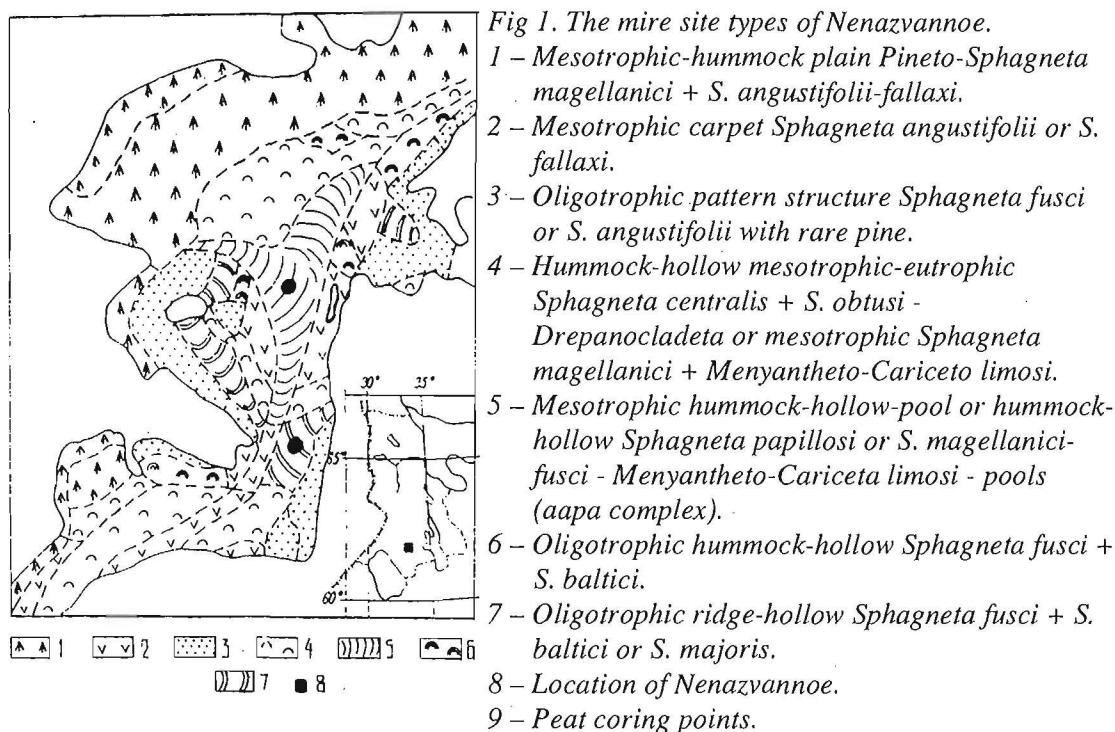 Fig 1. The mire site types of Nenazvannoe.
1 – Mesotrophic-hummock plain Pineto-Sphagneta
magellanici + S. angustifolii-fallaxi.
2 – Mesotrophic carpet Sphagneta angustifolii or S.
fallaxi.
3 – Oligotrophic pattern structure Sphagneta fusci
or S. angustifolii with rare pine.
4 – Hummock-hollow mesotrophic-eutrophic
Sphagneta centralis + S. obtusi -
Drepanocladeta or mesotrophic Sphagneta
magellanici + Menyantheto-Cariceto limosi.
5 – Mesotrophic hummock-hollow-pool or hummock-
hollow Sphagneta papillosi or S. magellanici-
fusci - Menyantheto-Cariceta limosi - pools
(aapa complex).
6 – Oligotrophic hummock-hollow Sphagneta fusci +
S. baltici.
7 – Oligotrophic ridge-hollow Sphagneta fusci + S.
baltici or S. majoris.
8 – Location of Nenazvannoe.
9 – Peat coring points.
30° 35°
60°
1 2 3 4 5 6
7 8